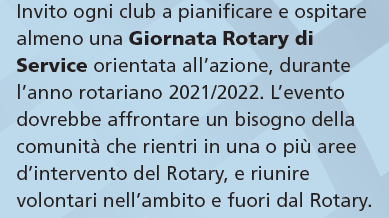 Invito ogni club a pianificare e ospitare
almeno una Giornata Rotary di
Service orientata all'azione, durante
l'anno rotariano 2021/2022. L'evento
dovrebbe affrontare un bisogno della
comunità che rientri in una o più aree
d'intervento del Rotary, e riunire
volontari nell'ambito e fuori dal Rotary.